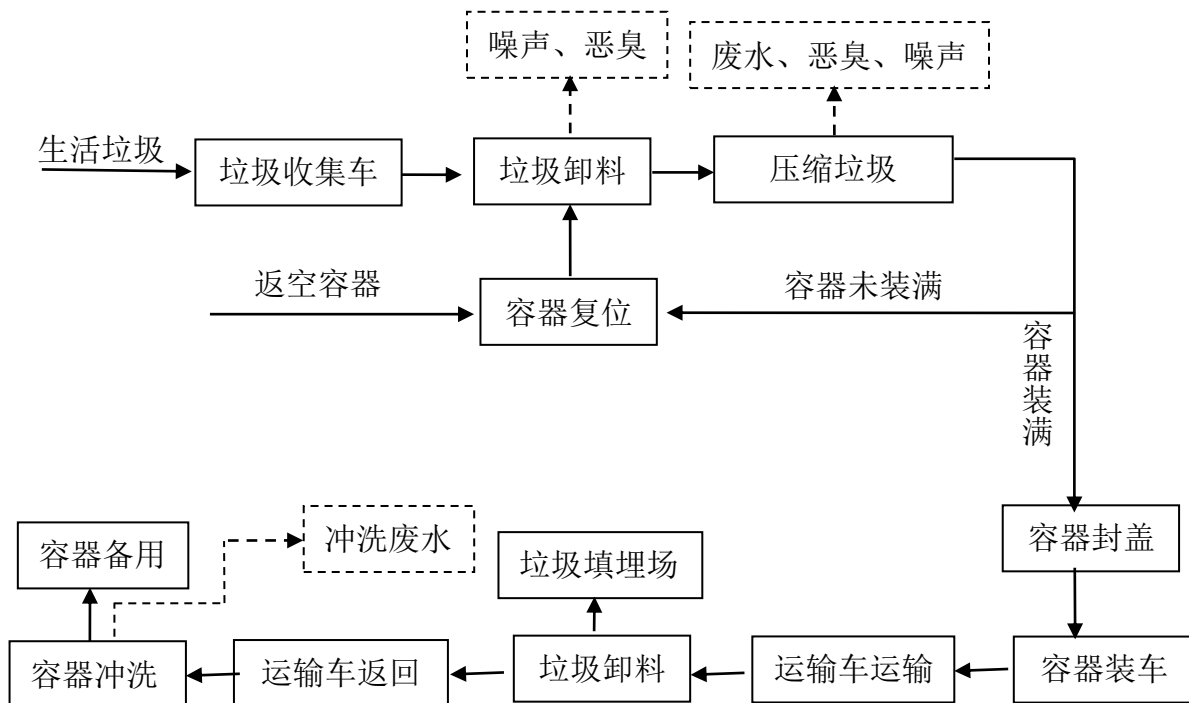 噪声、恶臭
废水、恶臭、噪声
生活垃圾
垃圾收集车
垃圾卸料
压缩垃圾
返空容器
容器复位
容器未装满
容器装满
容器封盖
容器备用
冲洗废水
垃圾填埋场
容器冲洗
运输车返回
垃圾卸料
运输车运输
容器装车